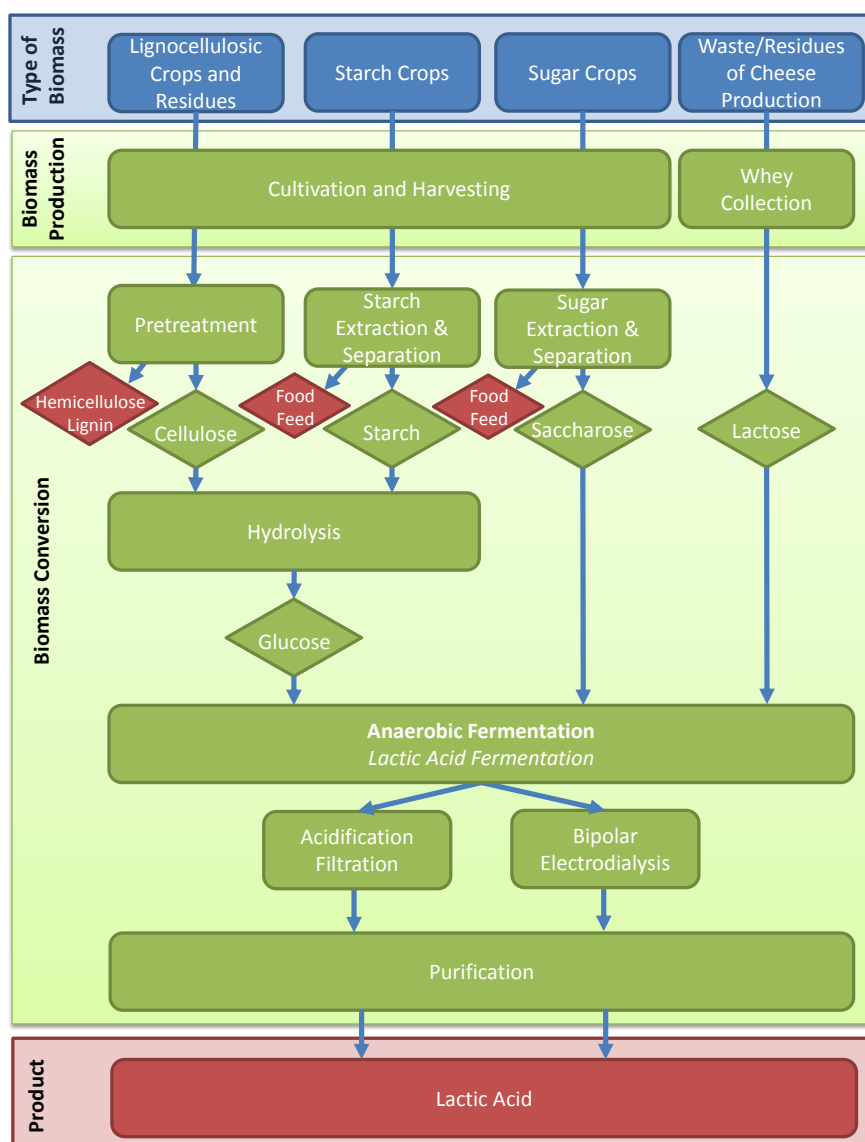 Type of
Biomass
Lignocellulosic
Crops and
Residues
Starch Crops
Sugar Crops
Waste/Residues
of Cheese
Production
Biomass
Production
Cultivation and Harvesting
Whey
Collection
Biomass Conversion
Pretreatment
Starch
Extraction &
Separation
Sugar
Extraction &
Separation
Hemicellulose
Lignin
Cellulose
Food
Feed
Starch
Food
Feed
Saccharose
Lactose
Hydrolysis
Glucose
Anaerobic Fermentation
Lactic Acid Fermentation
Acidification
Filtration
Bipolar
Electrodialysis
Purification
Product
Lactic Acid